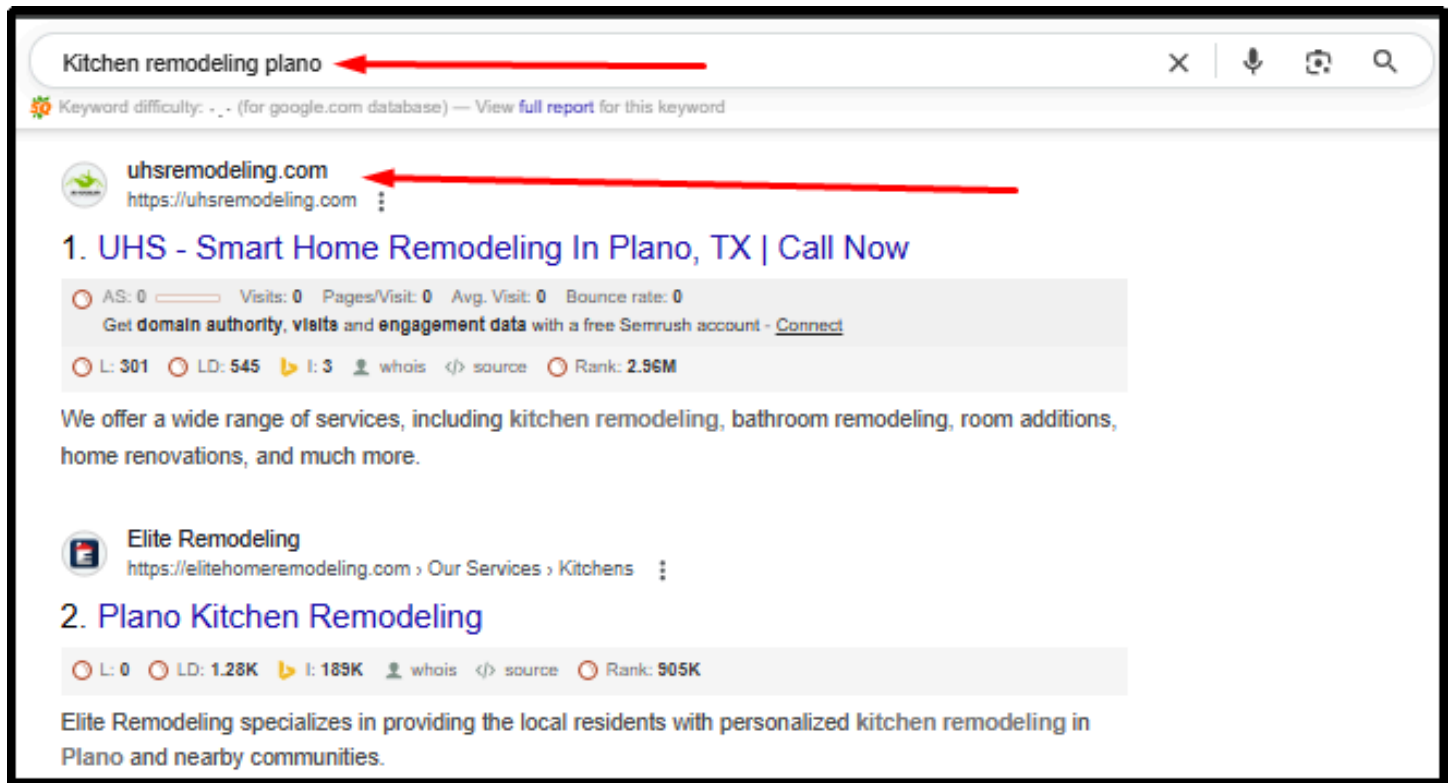 Kitchen remodeling plano
Keyword difficulty: -.- (for google.com database) — View full report for this keyword
uhsremodeling.com
https://uhsremodeling.com
1. UHS - Smart Home Remodeling In Plano, TX | Call Now
AS: 0 Visits: 0 Pages/Visit: 0 Avg. Visit: 0 Bounce rate: 0
Get domain authority, visits and engagement data with a free Semrush account - Connect
L: 301 LD: 545 I: 3 whois </> source Rank: 2.96M
We offer a wide range of services, including kitchen remodeling, bathroom remodeling, room additions,
home renovations, and much more.
Elite Remodeling
https://elitehomeremodeling.com › Our Services › Kitchens
2. Plano Kitchen Remodeling
L: 0 LD: 1.28K I: 189K whois </> source Rank: 905K
Elite Remodeling specializes in providing the local residents with personalized kitchen remodeling in
Plano and nearby communities.